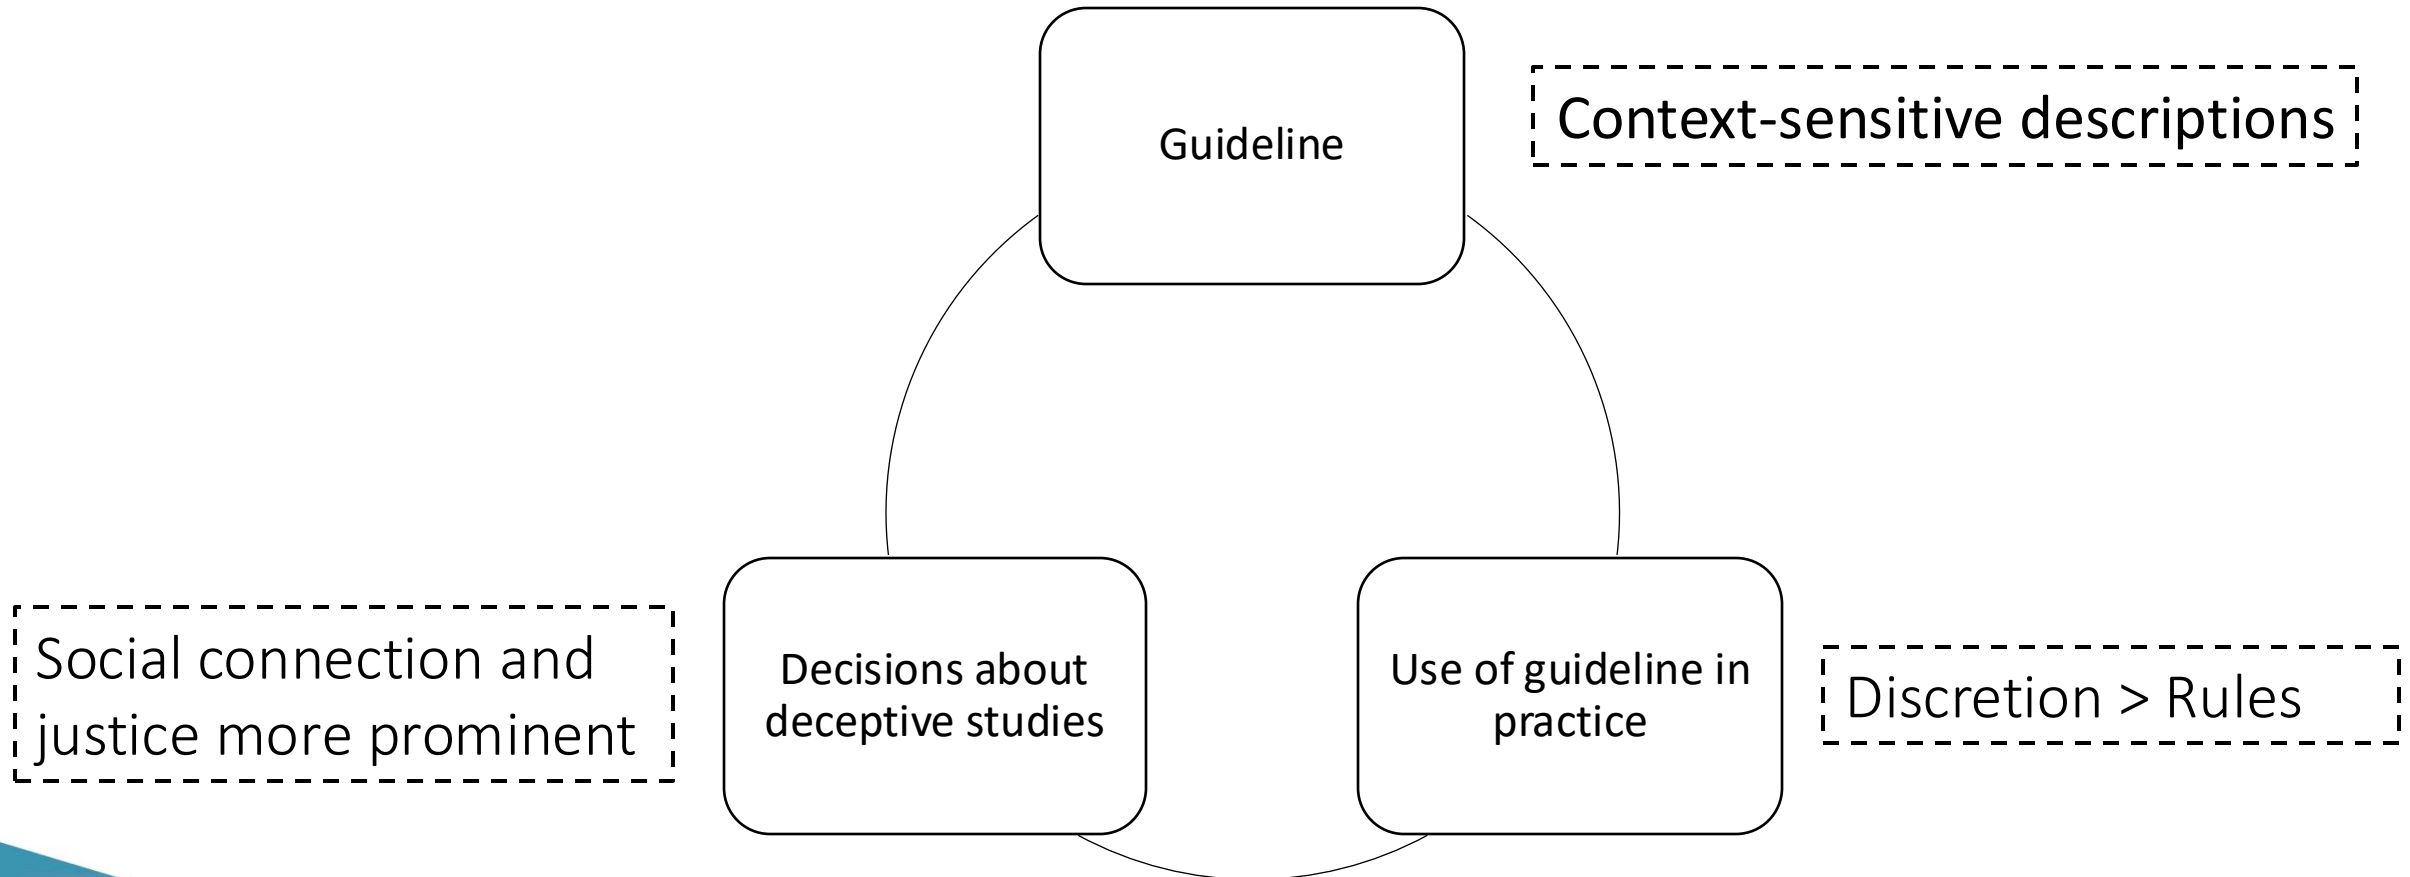 Guideline
Context-sensitive descriptions
Social connection and
justice more prominent
Decisions about
deceptive studies
Use of guideline in
practice
Discretion > Rules